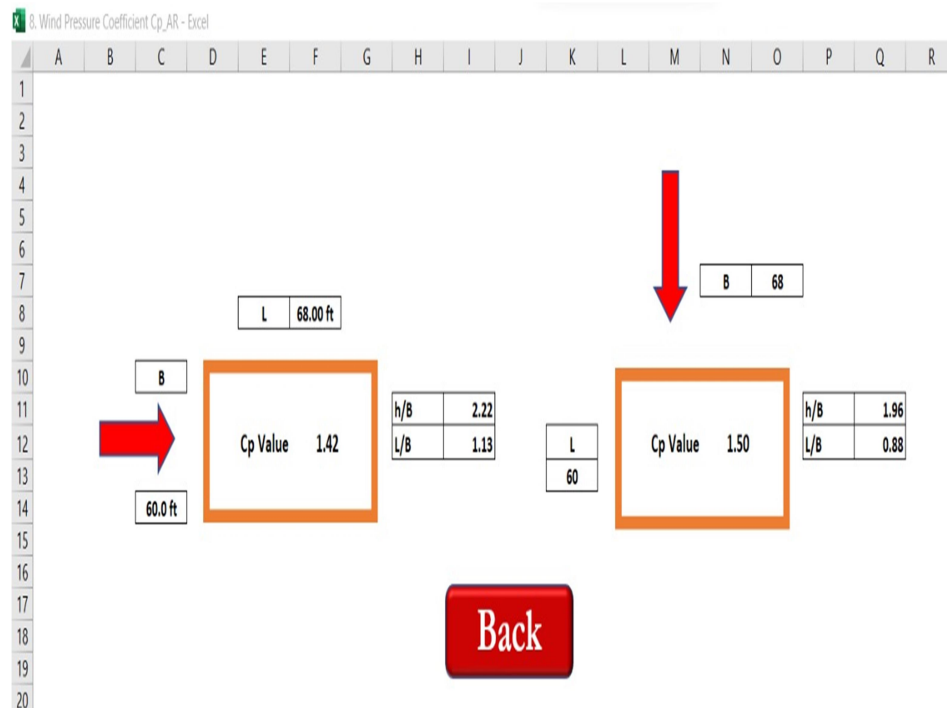 8. Wind Pressure Coefficient Cp_AR - Excel
A B C D E F G H I J K L M N O P Q R
1
2
3
4
5
6
7 B 68
8 L 68.00 ft
9
10 B
11 h/B 2.22 h/B 1.96
12 Cp Value 1.42 L/B 1.13 L Cp Value 1.50 L/B 0.88
13 60
14 60.0 ft
15
16
17
18 Back
19
20